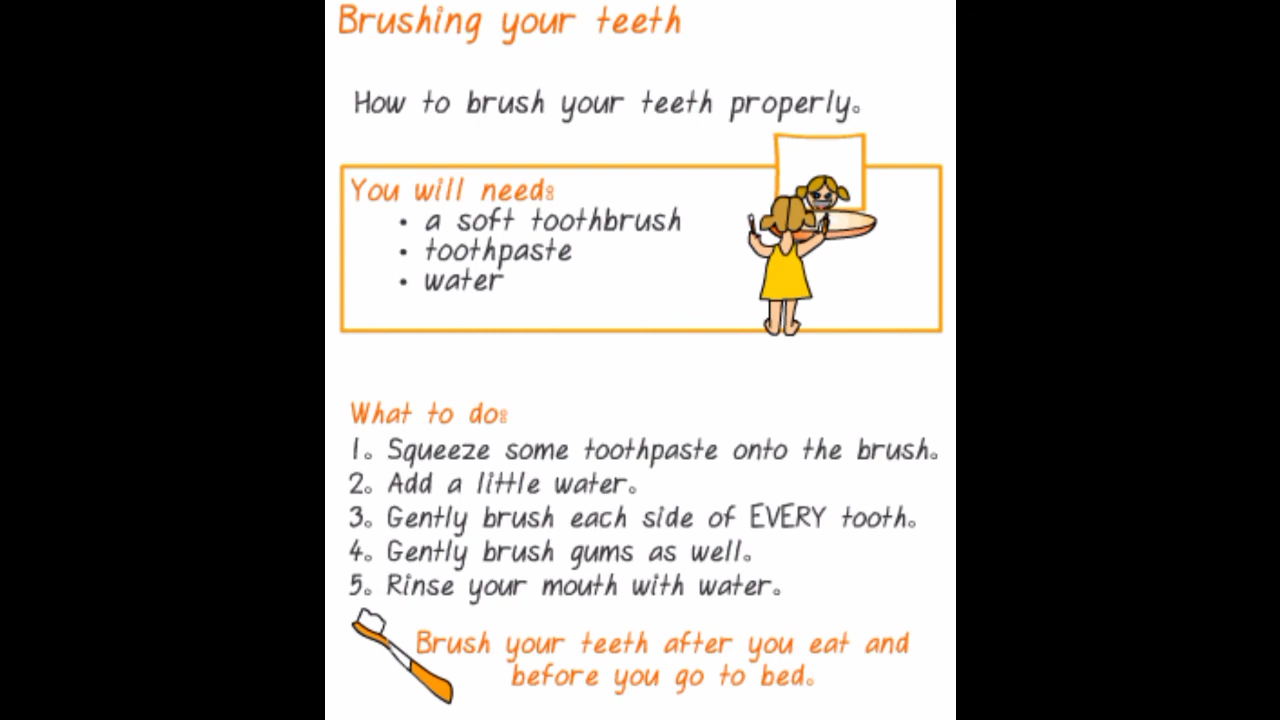 Brushing your teeth
How to brush your teeth properly.
You will need:
• a soft toothbrush
• toothpaste
• water
What to do:
1. Squeeze some toothpaste onto the brush.
2. Add a little water.
3. Gently brush each side of EVERY tooth.
4. Gently brush gums as well.
5. Rinse your mouth with water.
Brush your teeth after you eat and
before you go to bed.